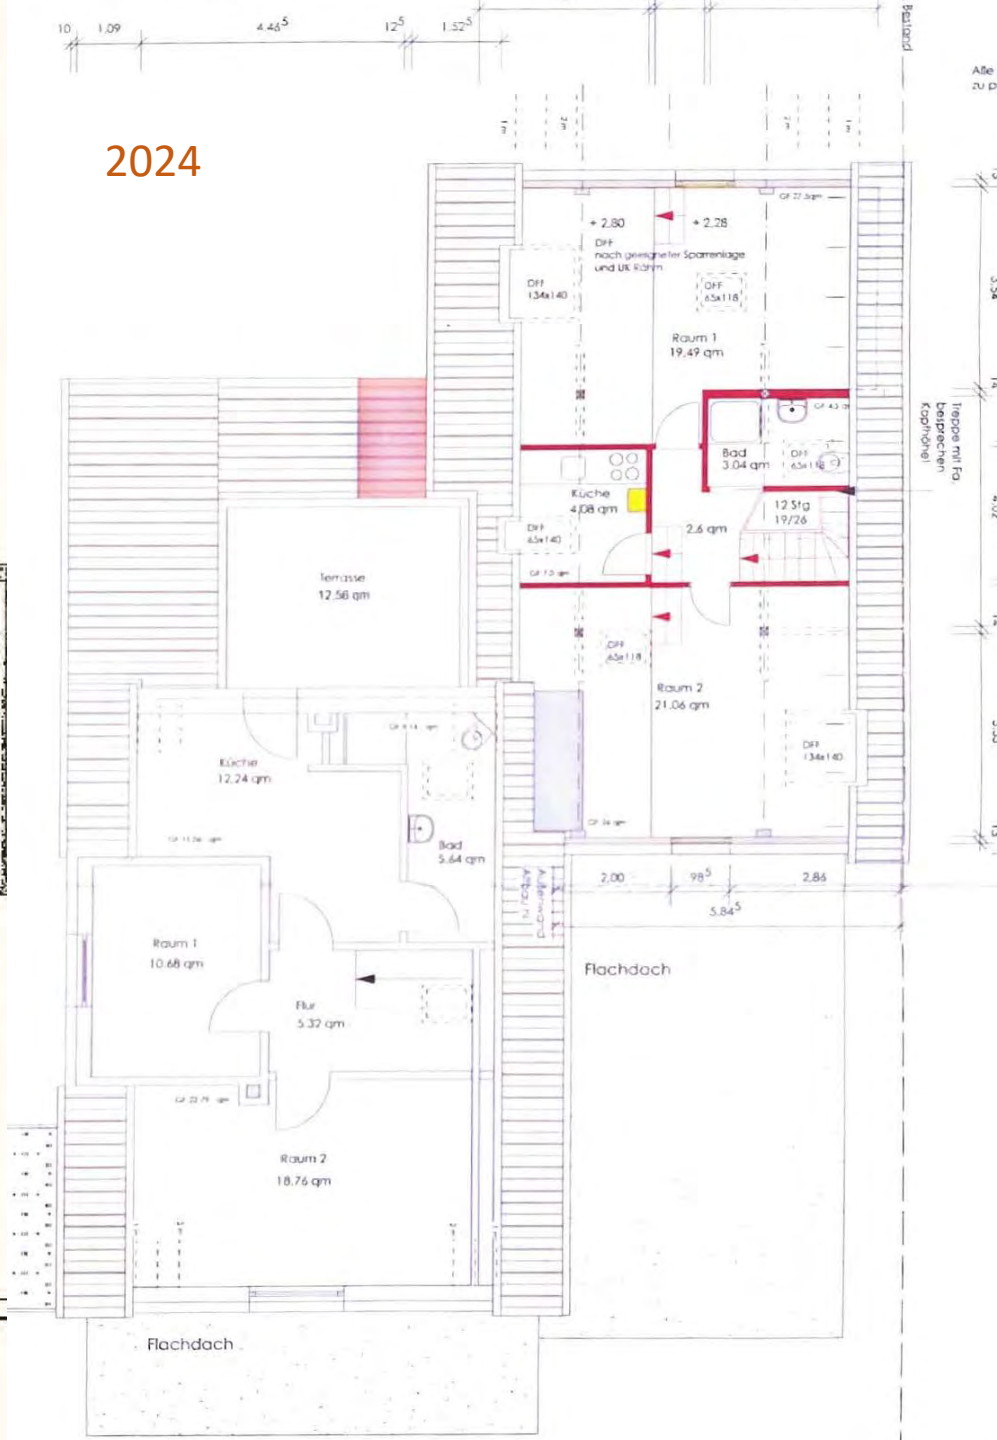 10 1.09 4.46⁵ 12⁵ 1.52⁵
Bestand
Alle
zu p
2024
1m 2m 2m 1m
+ 2.80 + 2.28
DFF
nach geeigneter Sparrenlage
und UK Rähm
DFF
134x140
DFF
65x118
Raum 1
19.49 qm
Treppe mit Fa.
besprechen
Kopfhöhe!
Bad
3.04 qm
DFF
65x118
Küche
4.08 qm
12 Stg
19/26
2.6 qm
DFF
65x140
Terrasse
12.56 qm
DFF
65x118
Raum 2
21.06 qm
DFF
134x140
Küche
12.24 qm
Bad
5.64 qm
2.00 98⁵ 2.86
5.84⁵
Außenwand
Raum 1
10.68 qm
Flachdach
Flur
5.32 qm
Raum 2
18.76 qm
Flachdach